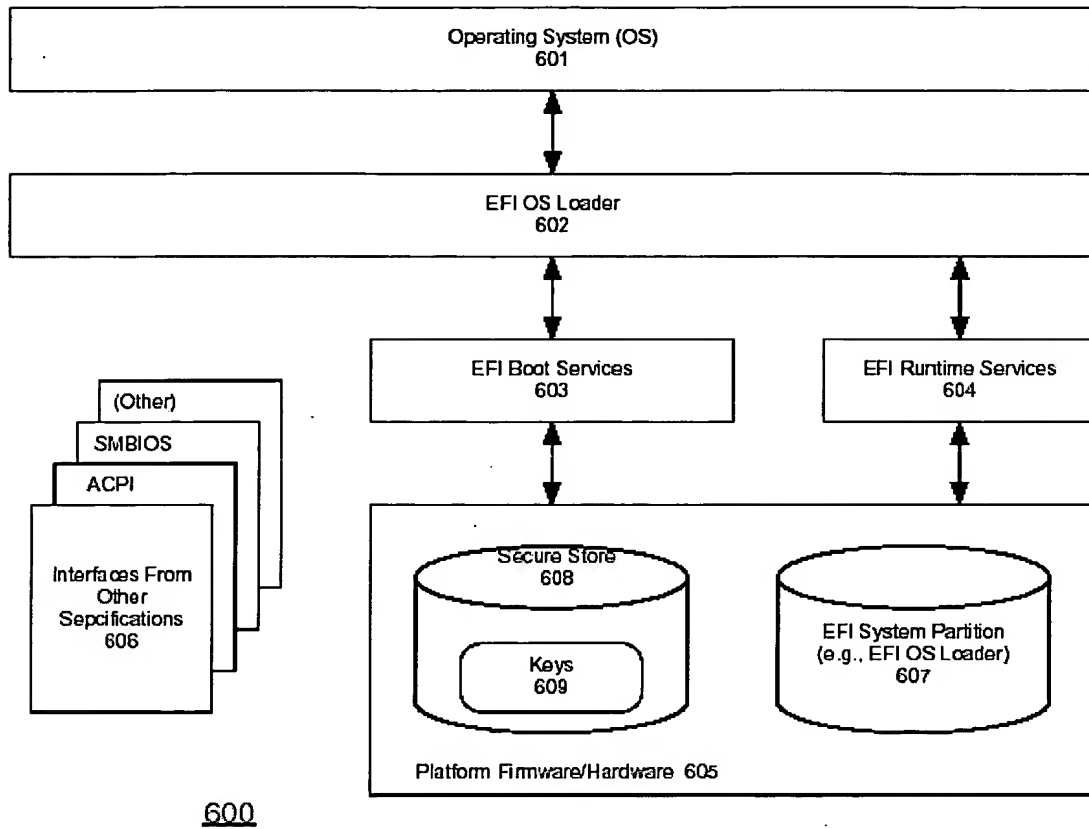 Operating System (OS)
601
EFI OS Loader
602
EFI Boot Services
603
EFI Runtime Services
604
(Other)
SMBIOS
ACPI
Interfaces From
Other
Sepcifications
606
Secure Store
608
Keys
609
EFI System Partition
(e.g., EFI OS Loader)
607
Platform Firmware/Hardware 605
600